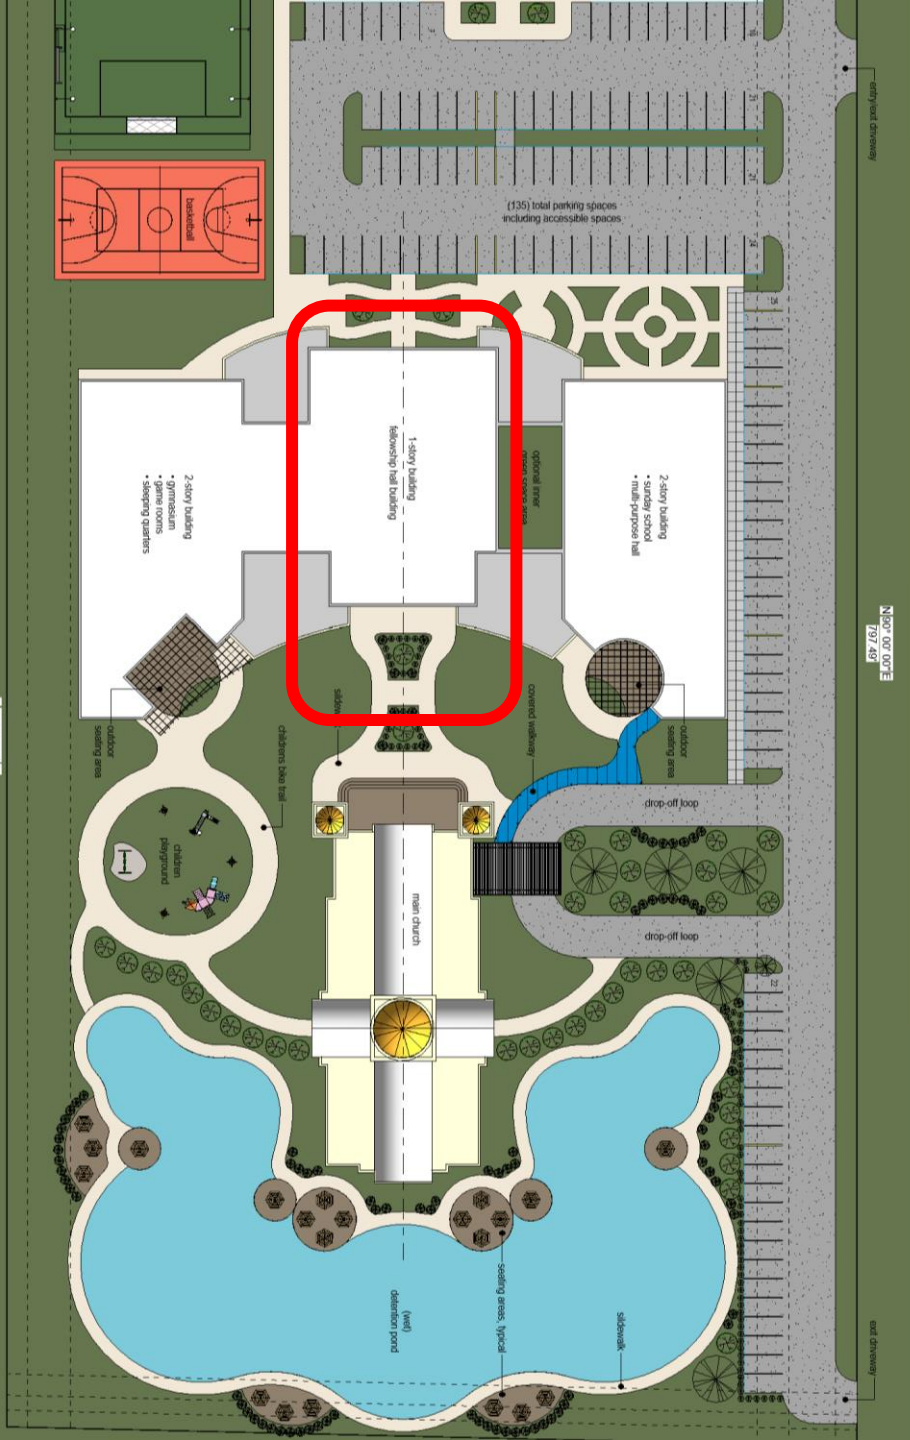 entry/exit driveway
(135) total parking spaces
including accessible spaces
basketball
1-story building
fellowship hall building
optional inner
green space area
2-story building
• gymnasium
• game rooms
• sleeping quarters
2-story building
• sunday school
• multi-purpose hall
N90° 00' 00"E
797.49'
outdoor
seating area
children's bike trail
covered walkway
outdoor
seating area
drop-off loop
children
playground
main church
drop-off loop
seating areas, typical
(wet)
detention pond
sidewalk
exit driveway